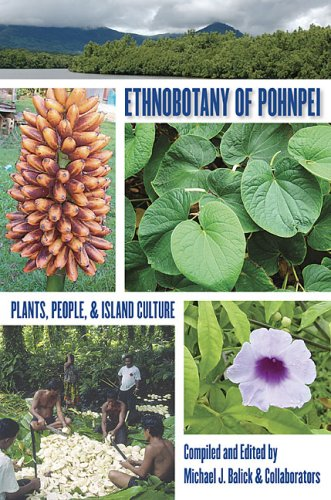 ETHNOBOTANY OF POHNPEI
PLANTS, PEOPLE, & ISLAND CULTURE
Compiled and Edited by
Michael J. Balick & Collaborators